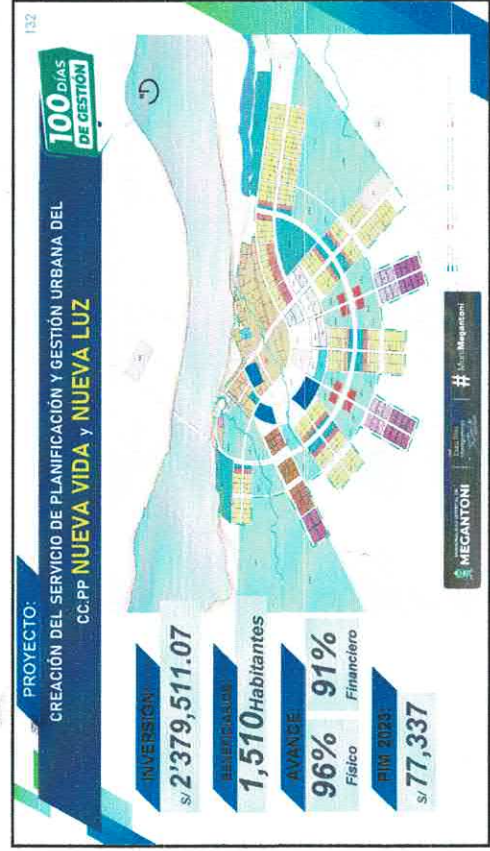 132
PROYECTO:
CREACIÓN DEL SERVICIO DE PLANIFICACIÓN Y GESTIÓN URBANA DEL
CC.PP NUEVA VIDA y NUEVA LUZ
100 DÍAS
DE GESTIÓN
INVERSIÓN:
S/ 2'379,511.07
BENEFICIARIOS:
1,510 Habitantes
AVANCE:
96% 91%
Físico Financiero
PIM 2023:
S/ 77,337
MEGANTONI
# MuniMegantoni